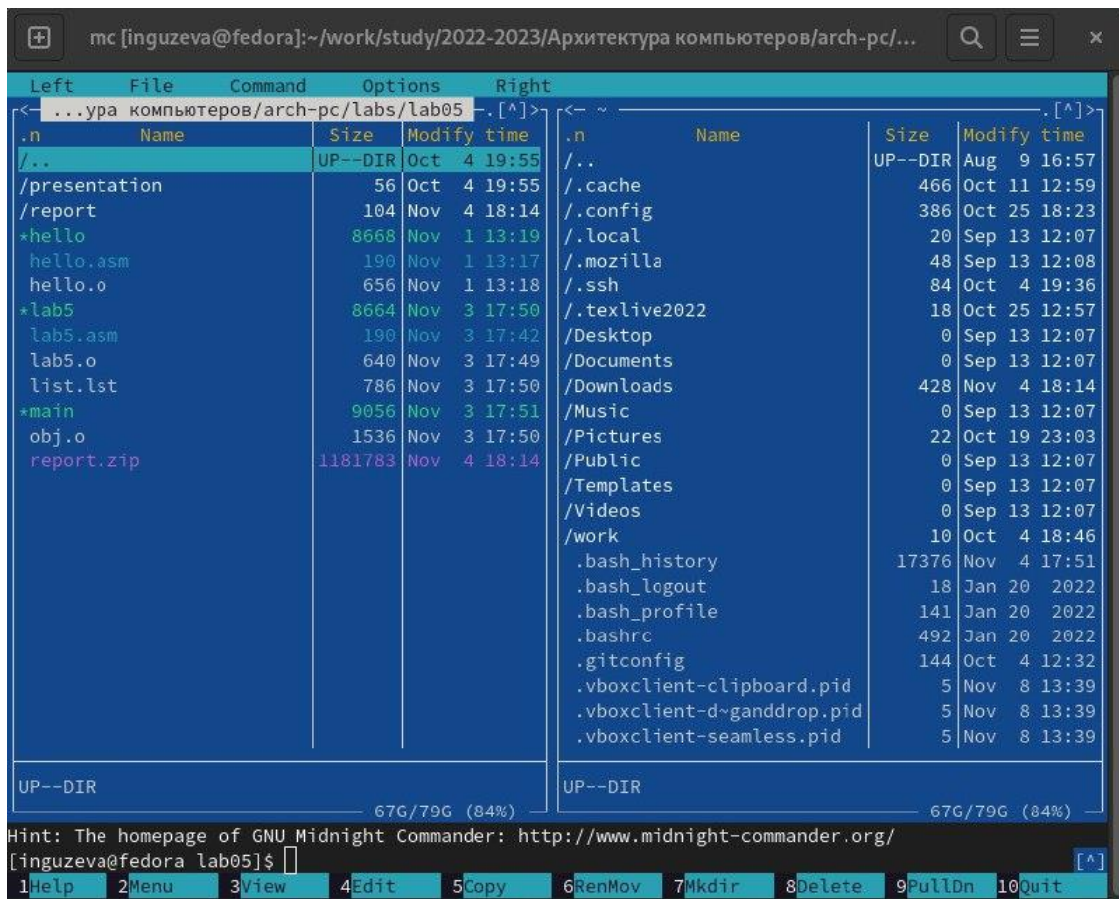 mc [inguzeva@fedora]:~/work/study/2022-2023/Архитектура компьютеров/arch-pc/...
Left File Command Options Right
<─ ...ура компьютеров/arch-pc/labs/lab05 ─.[^]>
.n Name Size Modify time
/.. UP--DIR Oct 4 19:55
/presentation 56 Oct 4 19:55
/report 104 Nov 4 18:14
*hello 8668 Nov 1 13:19
hello.asm 190 Nov 1 13:17
hello.o 656 Nov 1 13:18
*lab5 8664 Nov 3 17:50
lab5.asm 190 Nov 3 17:42
lab5.o 640 Nov 3 17:49
list.lst 786 Nov 3 17:50
*main 9056 Nov 3 17:51
obj.o 1536 Nov 3 17:50
report.zip 1181783 Nov 4 18:14
UP--DIR
67G/79G (84%)
<─ ~ ─.[^]>
.n Name Size Modify time
/.. UP--DIR Aug 9 16:57
/.cache 466 Oct 11 12:59
/.config 386 Oct 25 18:23
/.local 20 Sep 13 12:07
/.mozilla 48 Sep 13 12:08
/.ssh 84 Oct 4 19:36
/.texlive2022 18 Oct 25 12:57
/Desktop 0 Sep 13 12:07
/Documents 0 Sep 13 12:07
/Downloads 428 Nov 4 18:14
/Music 0 Sep 13 12:07
/Pictures 22 Oct 19 23:03
/Public 0 Sep 13 12:07
/Templates 0 Sep 13 12:07
/Videos 0 Sep 13 12:07
/work 10 Oct 4 18:46
.bash_history 17376 Nov 4 17:51
.bash_logout 18 Jan 20 2022
.bash_profile 141 Jan 20 2022
.bashrc 492 Jan 20 2022
.gitconfig 144 Oct 4 12:32
.vboxclient-clipboard.pid 5 Nov 8 13:39
.vboxclient-d~ganddrop.pid 5 Nov 8 13:39
.vboxclient-seamless.pid 5 Nov 8 13:39
UP--DIR
67G/79G (84%)
Hint: The homepage of GNU Midnight Commander: http://www.midnight-commander.org/
[inguzeva@fedora lab05]$ [^]
1Help 2Menu 3View 4Edit 5Copy 6RenMov 7Mkdir 8Delete 9PullDn 10Quit